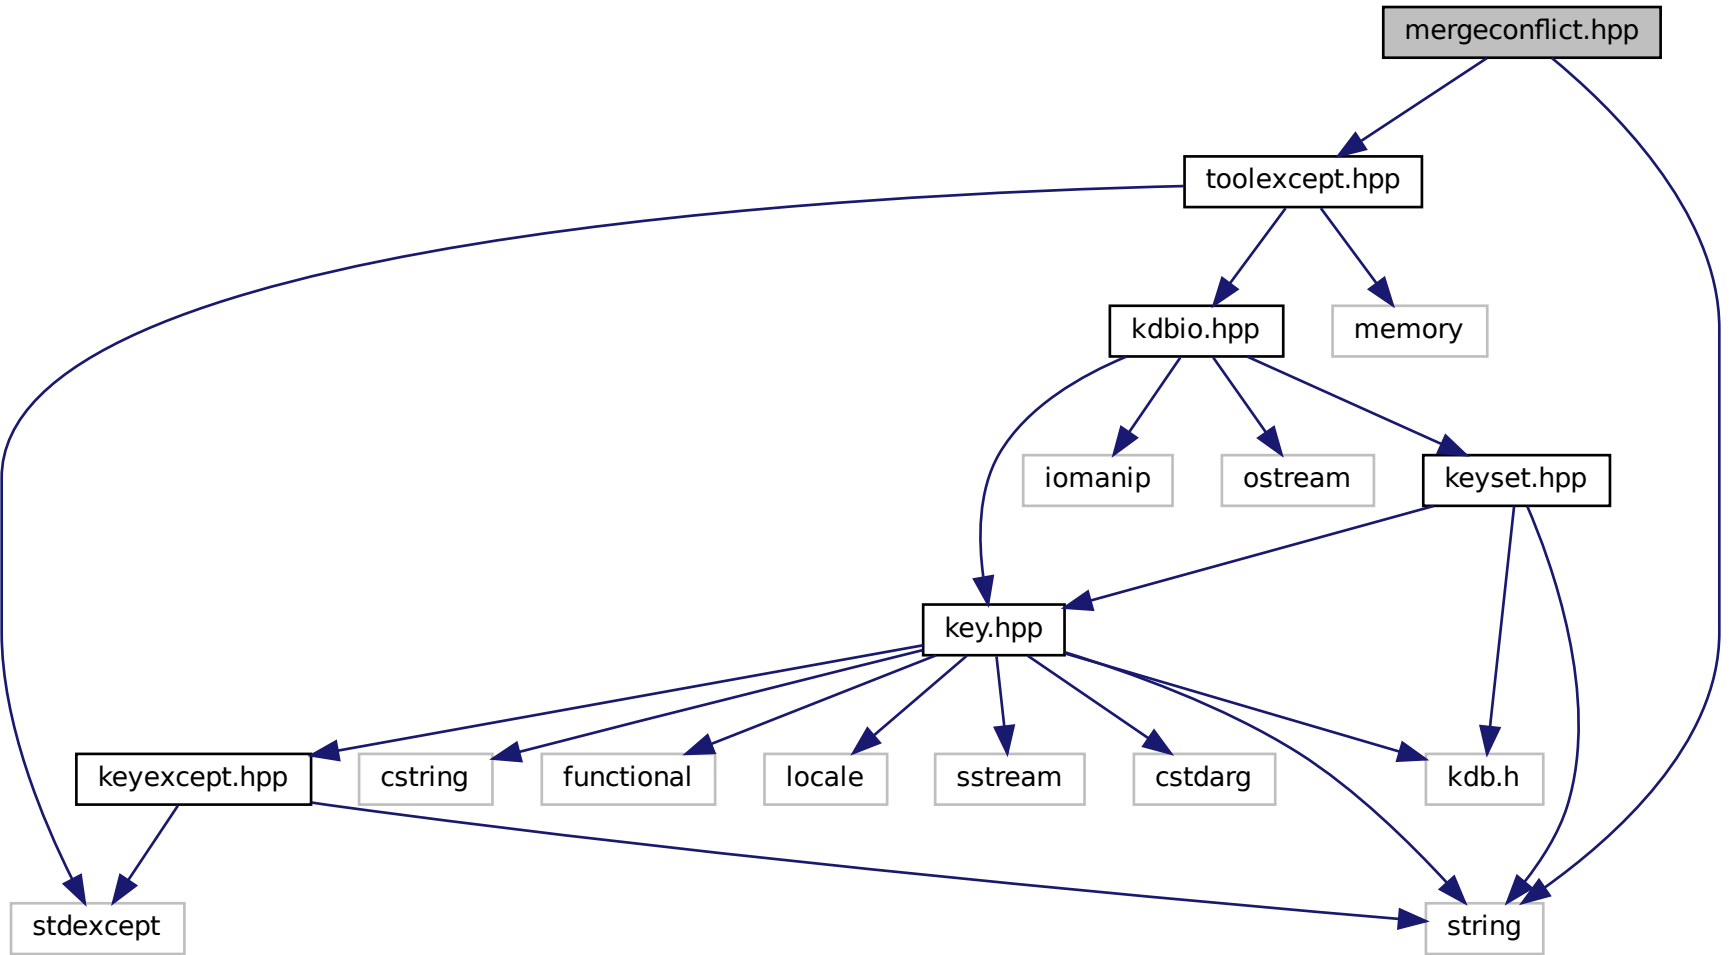 mergeconflict.hpp
toolexcept.hpp
kdbio.hpp
memory
iomanip
ostream
keyset.hpp
key.hpp
keyexcept.hpp
cstring
functional
locale
sstream
cstdarg
kdb.h
stdexcept
string